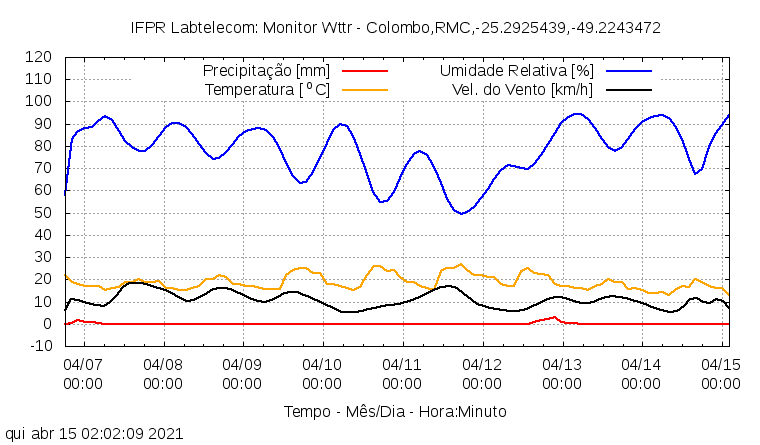 IFPR Labtelecom: Monitor Wttr - Colombo,RMC,-25.2925439,-49.2243472
Precipitação [mm]
Umidade Relativa [%]
Temperatura [ ⁰C]
Vel. do Vento [km/h]
120
110
100
90
80
70
60
50
40
30
20
10
0
-10
04/07 04/08 04/09 04/10 04/11 04/12 04/13 04/14 04/15
00:00 00:00 00:00 00:00 00:00 00:00 00:00 00:00 00:00
Tempo - Mês/Dia - Hora:Minuto
qui abr 15 02:02:09 2021